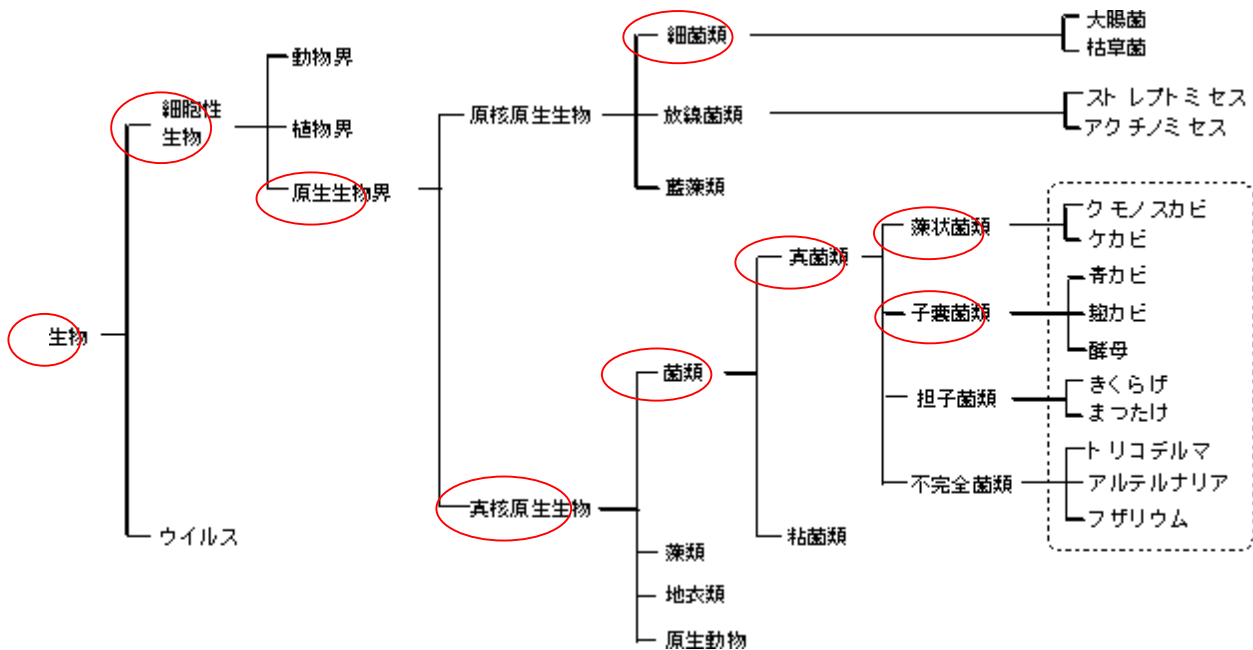 生物
細胞性
生物
ウイルス
動物界
植物界
原生生物界
原核原生生物
真核原生生物
細菌類
放線菌類
藍藻類
菌類
藻類
地衣類
原生動物
真菌類
粘菌類
藻状菌類
子嚢菌類
担子菌類
不完全菌類
大腸菌
枯草菌
ストレプトミセス
アクチノミセス
クモノスカビ
ケカビ
青カビ
麹カビ
酵母
きくらげ
まつたけ
トリコデルマ
アルテルナリア
フザリウム